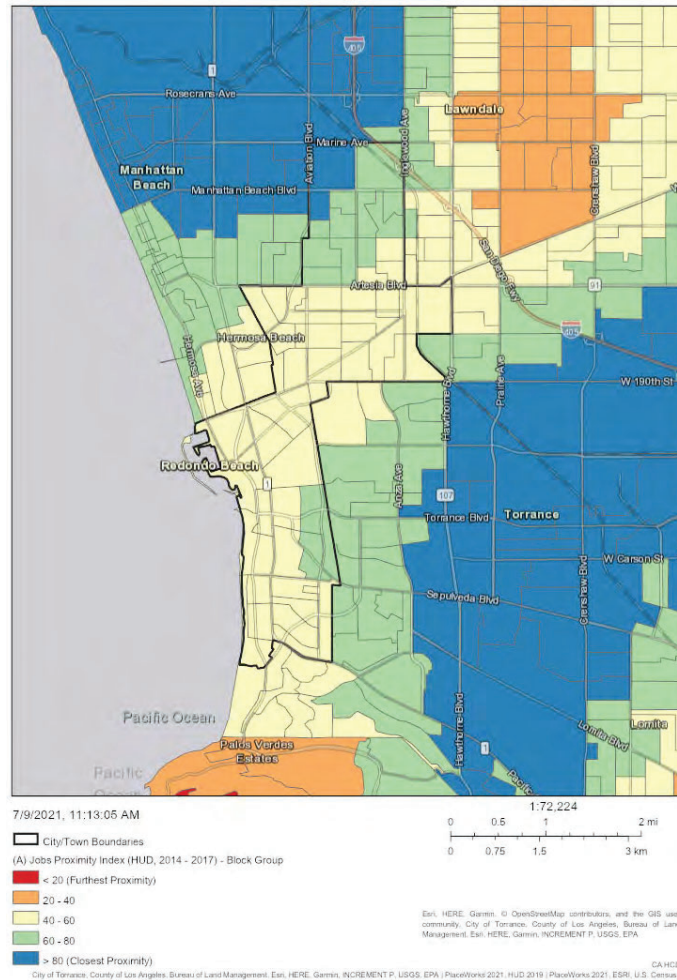 405
1
Rosecrans Ave
Lawndale
Aviation Blvd
Inglewood Ave
Marine Ave
Crenshaw Blvd
Manhattan
Beach
Manhattan Beach Blvd
San Diego Fwy
Artesia Blvd
91
Hermosa Beach
Hermosa Ave
405
Hawthorne Blvd
Prairie Ave
W 190th St
Redondo Beach
1
Anza Ave
107
Torrance Blvd
Torrance
W Carson St
Sepulveda Blvd
Crenshaw Blvd
Pacific Ocean
Hawthorne Blvd
Lomita Blvd
Lomita
Palos Verdes
Estates
1
Pacific
7/9/2021, 11:13:05 AM
1:72,224
0 0.5 1 2 mi
0 0.75 1.5 3 km
City/Town Boundaries
(A) Jobs Proximity Index (HUD, 2014 - 2017) - Block Group
< 20 (Furthest Proximity)
20 - 40
40 - 60
60 - 80
> 80 (Closest Proximity)
Esri, HERE, Garmin, © OpenStreetMap contributors, and the GIS use
community, City of Torrance, County of Los Angeles, Bureau of Land
Management, Esri, HERE, Garmin, INCREMENT P, USGS, EPA
CA HC
City of Torrance, County of Los Angeles, Bureau of Land Management, Esri, HERE, Garmin, INCREMENT P, USGS, EPA | PlaceWorks 2021, HUD 2019 | PlaceWorks 2021, ESRI, U.S. Census